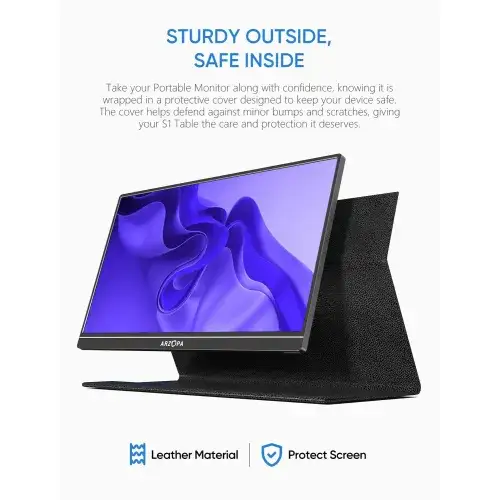 STURDY OUTSIDE,
SAFE INSIDE
Take your Portable Monitor along with confidence, knowing it is
wrapped in a protective cover designed to keep your device safe.
The cover helps defend against minor bumps and scratches, giving
your S1 Table the care and protection it deserves.
ARZOPA
Leather Material
Protect Screen